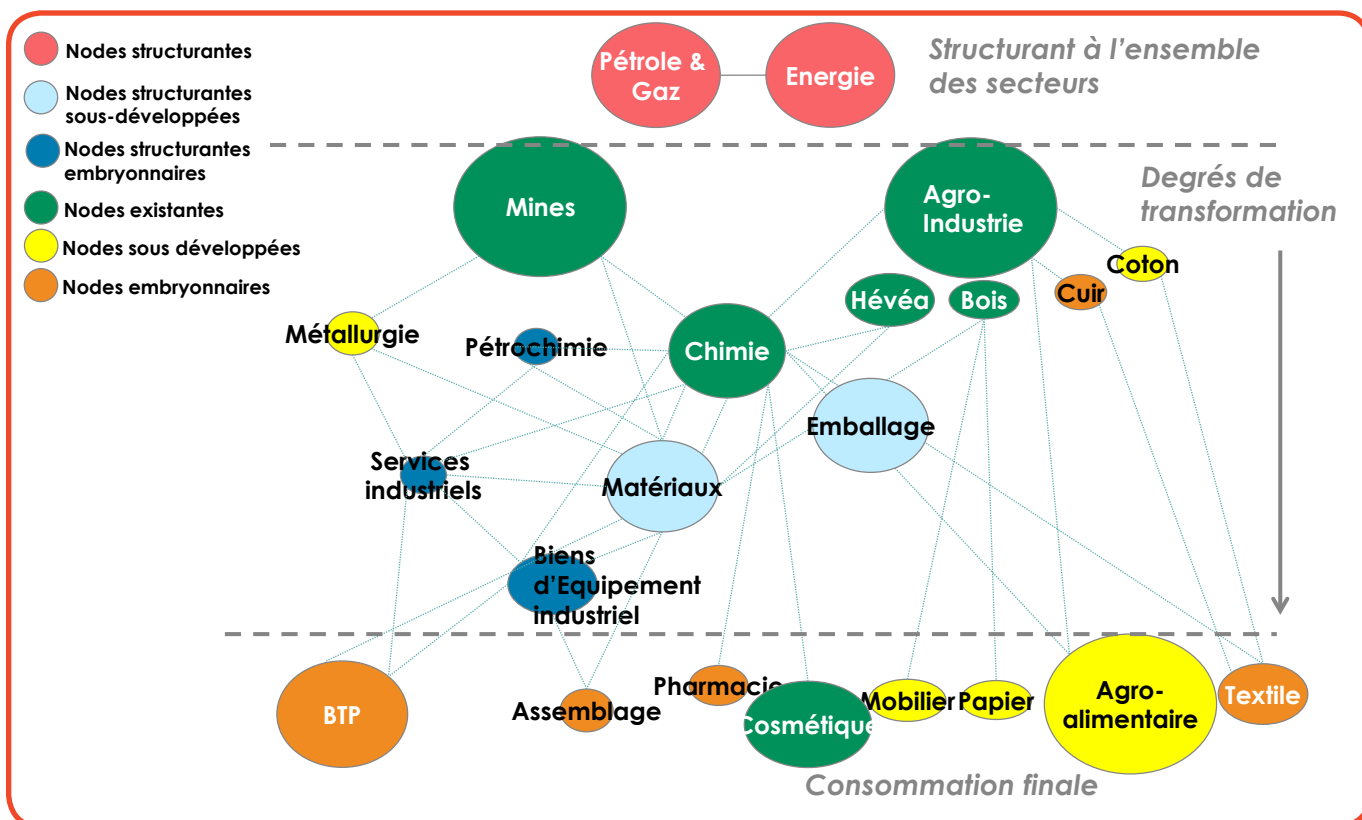 Nodes structurantes
Nodes structurantes
sous-développées
Nodes structurantes
embryonnaires
Nodes existantes
Nodes sous développées
Nodes embryonnaires
Pétrole &
Gaz
Energie
Structurant à l'ensemble
des secteurs
Mines
Agro-
Industrie
Degrés de
transformation
Coton
Cuir
Hévéa
Bois
Métallurgie
Pétrochimie
Chimie
Emballage
Services
industriels
Matériaux
Biens
d'Equipement
industriel
BTP
Assemblage
Pharmacie
Cosmétique
Mobilier
Papier
Agro-
alimentaire
Textile
Consommation finale